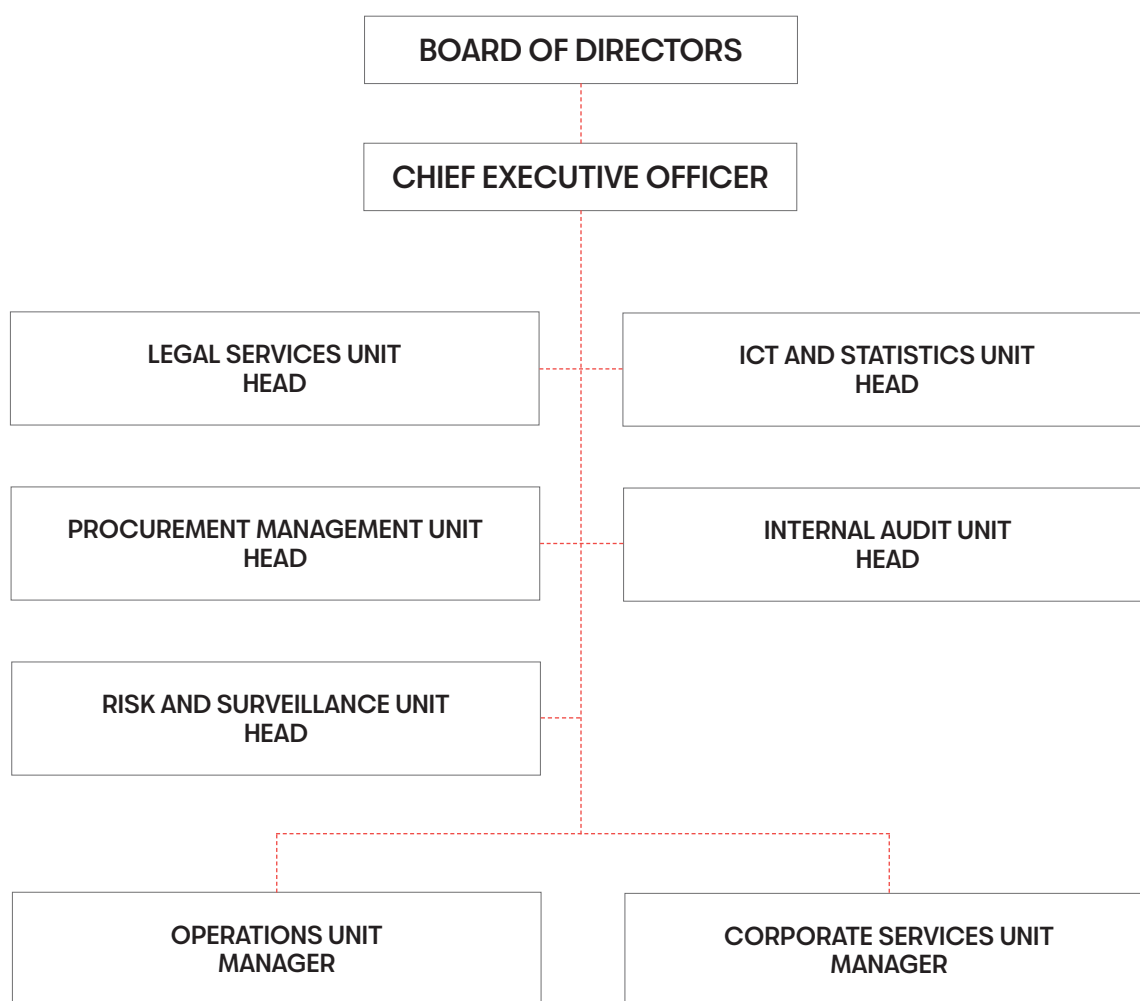 BOARD OF DIRECTORS
CHIEF EXECUTIVE OFFICER
LEGAL SERVICES UNIT
HEAD
ICT AND STATISTICS UNIT
HEAD
PROCUREMENT MANAGEMENT UNIT
HEAD
INTERNAL AUDIT UNIT
HEAD
RISK AND SURVEILLANCE UNIT
HEAD
OPERATIONS UNIT
MANAGER
CORPORATE SERVICES UNIT
MANAGER